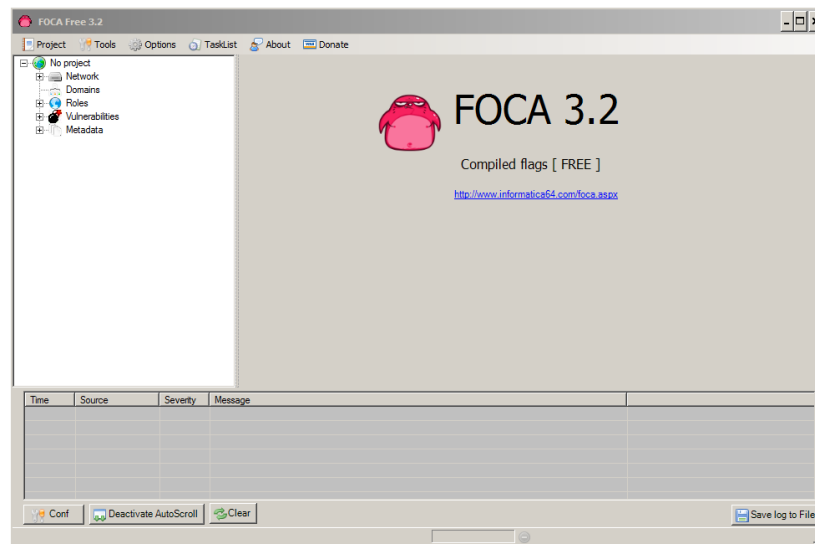 FOCA Free 3.2
Project Tools Options TaskList About Donate
No project
Network
Domains
Roles
Vulnerabilities
Metadata
FOCA 3.2
Compiled flags [ FREE ]
http://www.informatica64.com/foca.aspx
Time Source Severity Message
Conf Deactivate AutoScroll Clear Save log to File